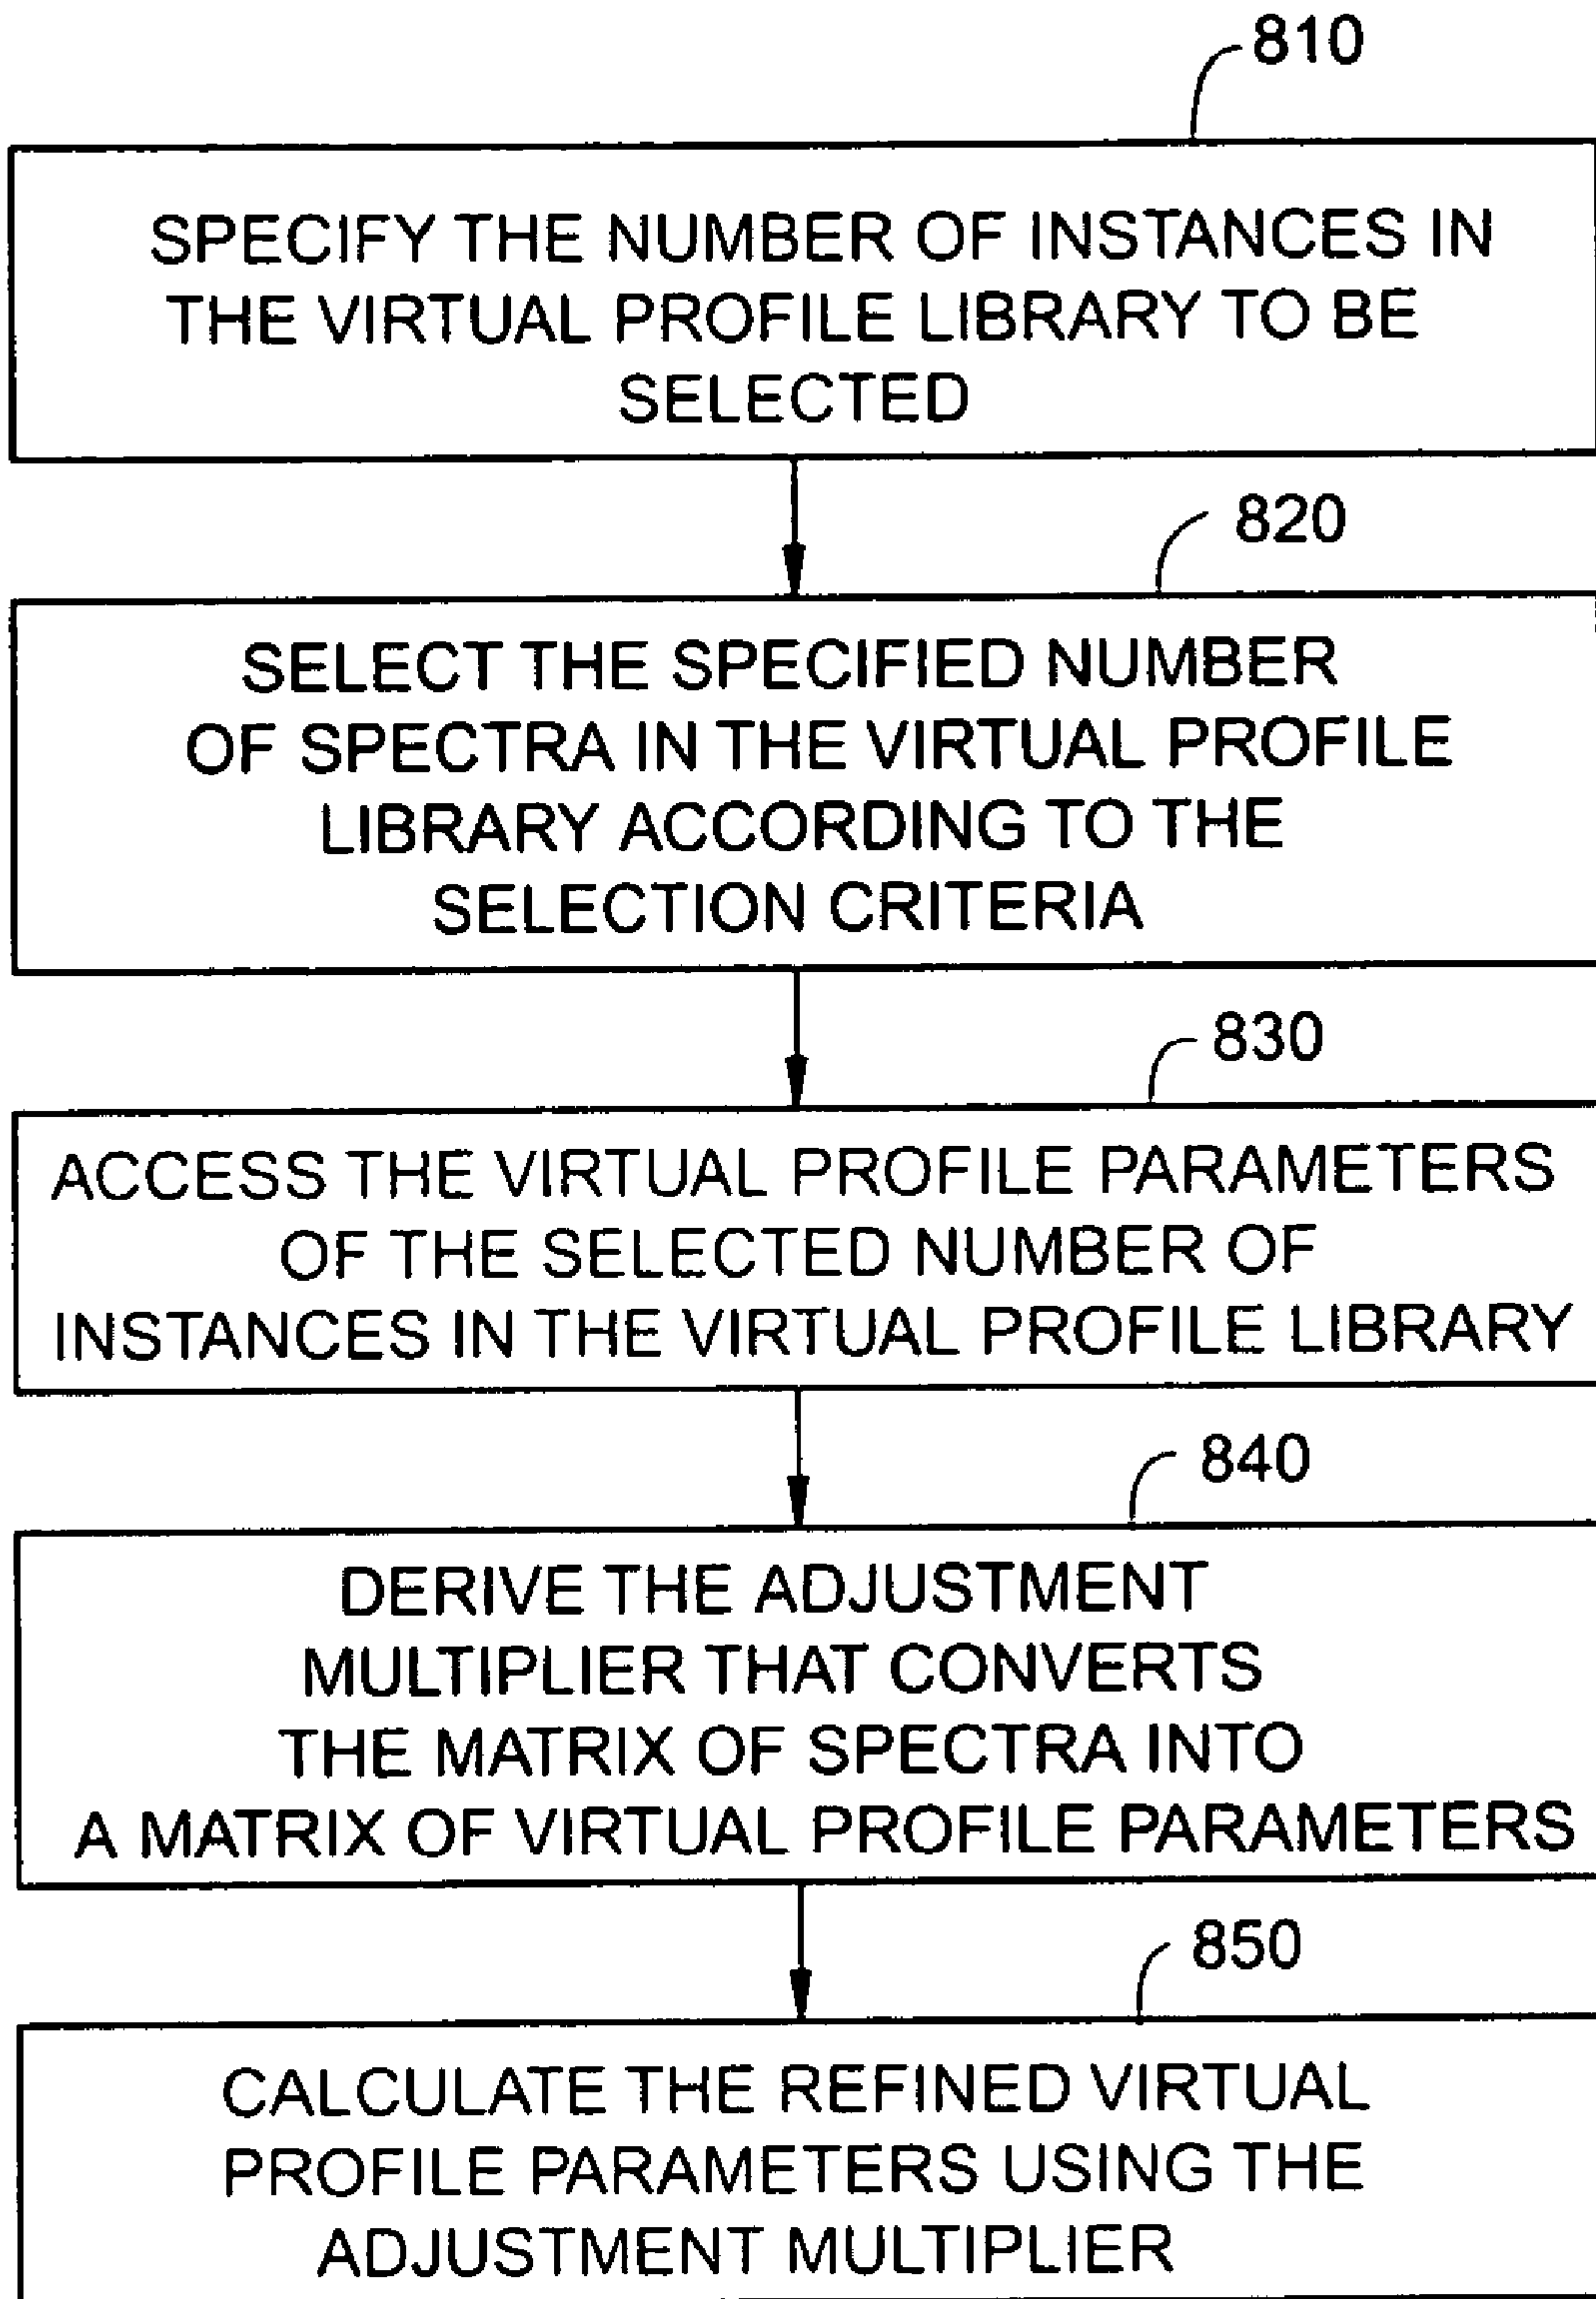 810
SPECIFY THE NUMBER OF INSTANCES IN
THE VIRTUAL PROFILE LIBRARY TO BE
SELECTED
820
SELECT THE SPECIFIED NUMBER
OF SPECTRA IN THE VIRTUAL PROFILE
LIBRARY ACCORDING TO THE
SELECTION CRITERIA
830
ACCESS THE VIRTUAL PROFILE PARAMETERS
OF THE SELECTED NUMBER OF
INSTANCES IN THE VIRTUAL PROFILE LIBRARY
840
DERIVE THE ADJUSTMENT
MULTIPLIER THAT CONVERTS
THE MATRIX OF SPECTRA INTO
A MATRIX OF VIRTUAL PROFILE PARAMETERS
850
CALCULATE THE REFINED VIRTUAL
PROFILE PARAMETERS USING THE
ADJUSTMENT MULTIPLIER